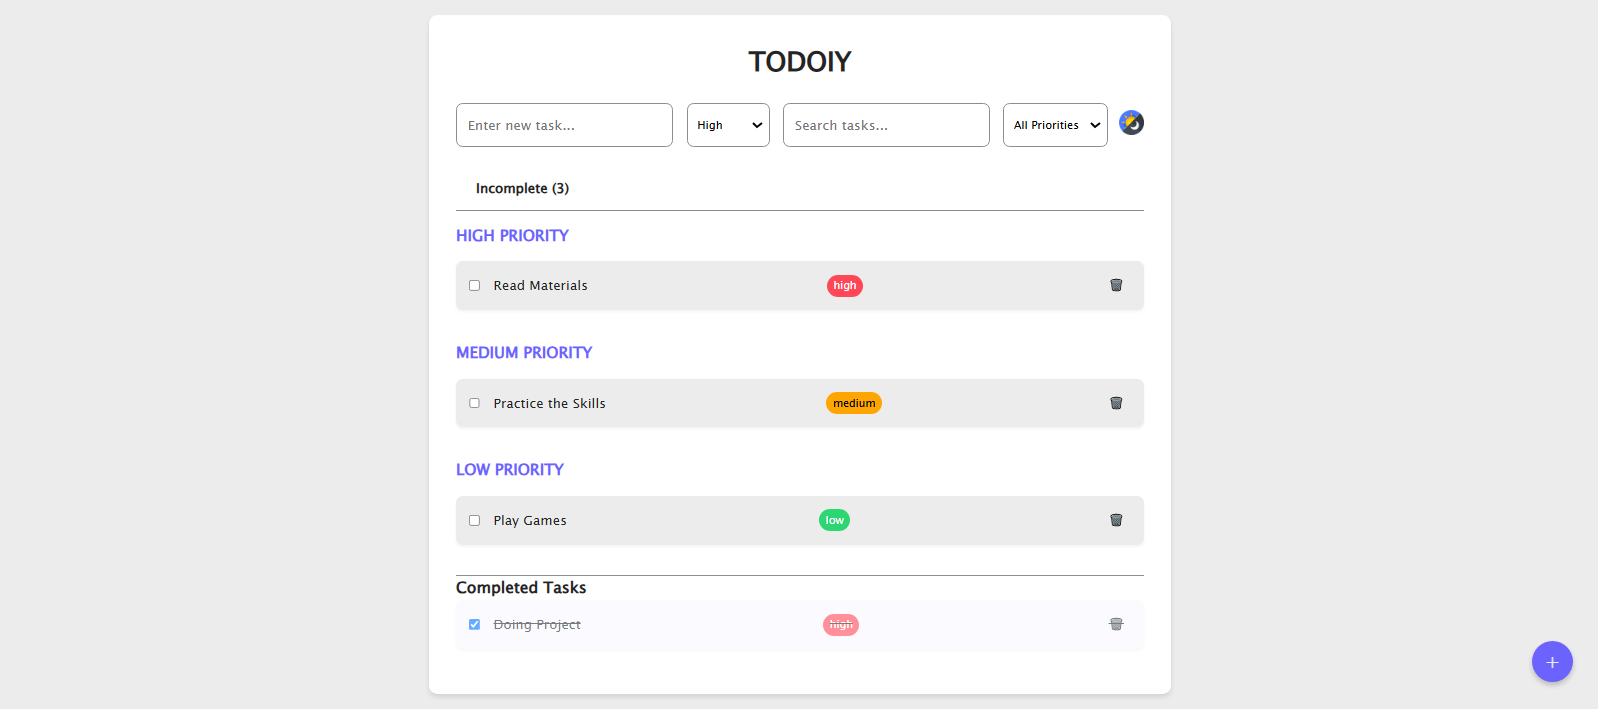 TODOIY
Enter new task...
High
Search tasks...
All Priorities
Incomplete (3)
HIGH PRIORITY
Read Materials
high
MEDIUM PRIORITY
Practice the Skills
medium
LOW PRIORITY
Play Games
low
Completed Tasks
Doing Project
high
+